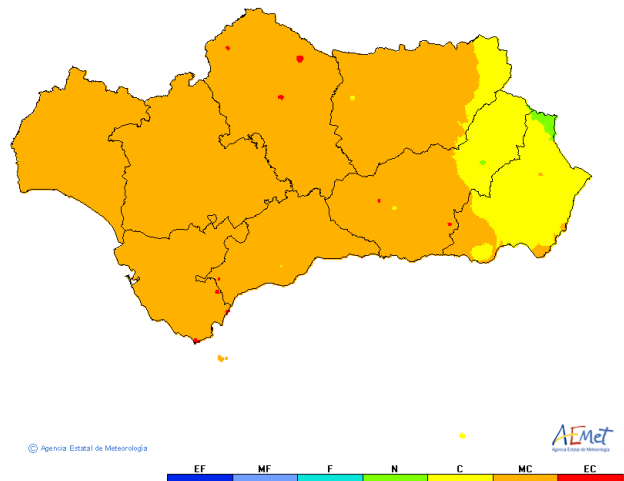 © Agencia Estatal de Meteorología
AEMet
Agencia Estatal de Meteorología
EF MF F N C MC EC